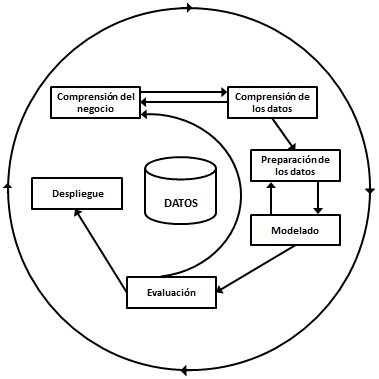 Comprensión del
negocio
Comprensión de
los datos
Preparación de
los datos
Modelado
Evaluación
Despliegue
DATOS